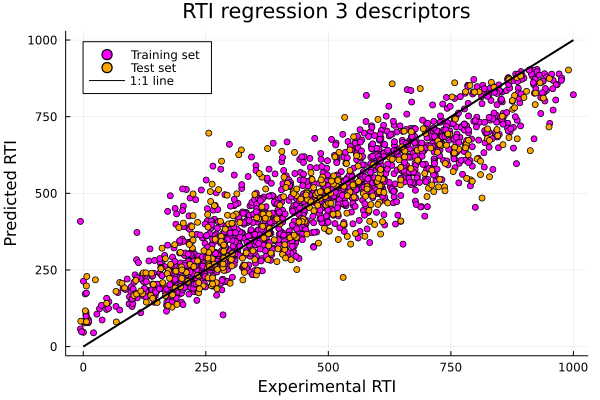 RTI regression 3 descriptors
1000
750
500
250
0
Predicted RTI
Training set
Test set
1:1 line
0 250 500 750 1000
Experimental RTI